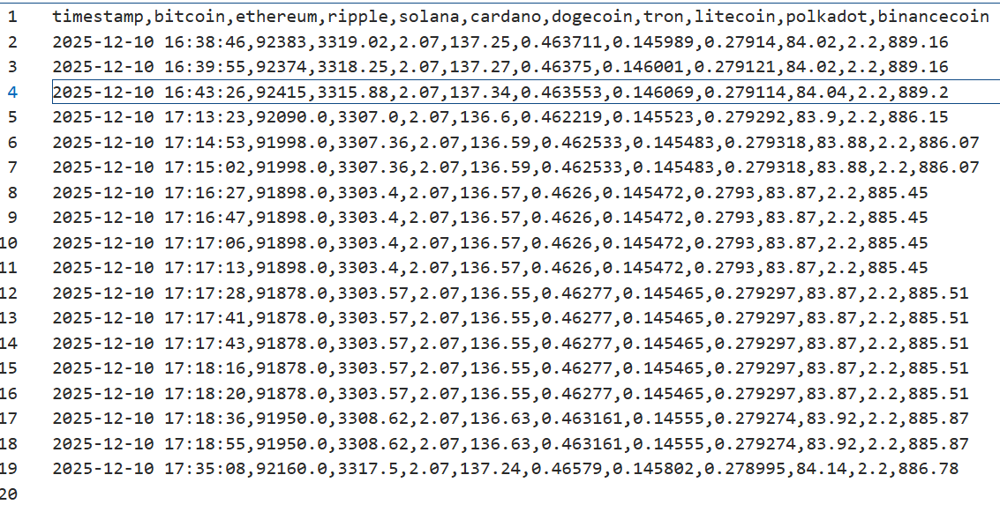 1 timestamp,bitcoin,ethereum,ripple,solana,cardano,dogecoin,tron,litecoin,polkadot,binancecoin
2 2025-12-10 16:38:46,92383,3319.02,2.07,137.25,0.463711,0.145989,0.27914,84.02,2.2,889.16
3 2025-12-10 16:39:55,92374,3318.25,2.07,137.27,0.46375,0.146001,0.279121,84.02,2.2,889.16
4 2025-12-10 16:43:26,92415,3315.88,2.07,137.34,0.463553,0.146069,0.279114,84.04,2.2,889.2
5 2025-12-10 17:13:23,92090.0,3307.0,2.07,136.6,0.462219,0.145523,0.279292,83.9,2.2,886.15
6 2025-12-10 17:14:53,91998.0,3307.36,2.07,136.59,0.462533,0.145483,0.279318,83.88,2.2,886.07
7 2025-12-10 17:15:02,91998.0,3307.36,2.07,136.59,0.462533,0.145483,0.279318,83.88,2.2,886.07
8 2025-12-10 17:16:27,91898.0,3303.4,2.07,136.57,0.4626,0.145472,0.2793,83.87,2.2,885.45
9 2025-12-10 17:16:47,91898.0,3303.4,2.07,136.57,0.4626,0.145472,0.2793,83.87,2.2,885.45
10 2025-12-10 17:17:06,91898.0,3303.4,2.07,136.57,0.4626,0.145472,0.2793,83.87,2.2,885.45
11 2025-12-10 17:17:13,91898.0,3303.4,2.07,136.57,0.4626,0.145472,0.2793,83.87,2.2,885.45
12 2025-12-10 17:17:28,91878.0,3303.57,2.07,136.55,0.46277,0.145465,0.279297,83.87,2.2,885.51
13 2025-12-10 17:17:41,91878.0,3303.57,2.07,136.55,0.46277,0.145465,0.279297,83.87,2.2,885.51
14 2025-12-10 17:17:43,91878.0,3303.57,2.07,136.55,0.46277,0.145465,0.279297,83.87,2.2,885.51
15 2025-12-10 17:18:16,91878.0,3303.57,2.07,136.55,0.46277,0.145465,0.279297,83.87,2.2,885.51
16 2025-12-10 17:18:20,91878.0,3303.57,2.07,136.55,0.46277,0.145465,0.279297,83.87,2.2,885.51
17 2025-12-10 17:18:36,91950.0,3308.62,2.07,136.63,0.463161,0.14555,0.279274,83.92,2.2,885.87
18 2025-12-10 17:18:55,91950.0,3308.62,2.07,136.63,0.463161,0.14555,0.279274,83.92,2.2,885.87
19 2025-12-10 17:35:08,92160.0,3317.5,2.07,137.24,0.46579,0.145802,0.278995,84.14,2.2,886.78
20